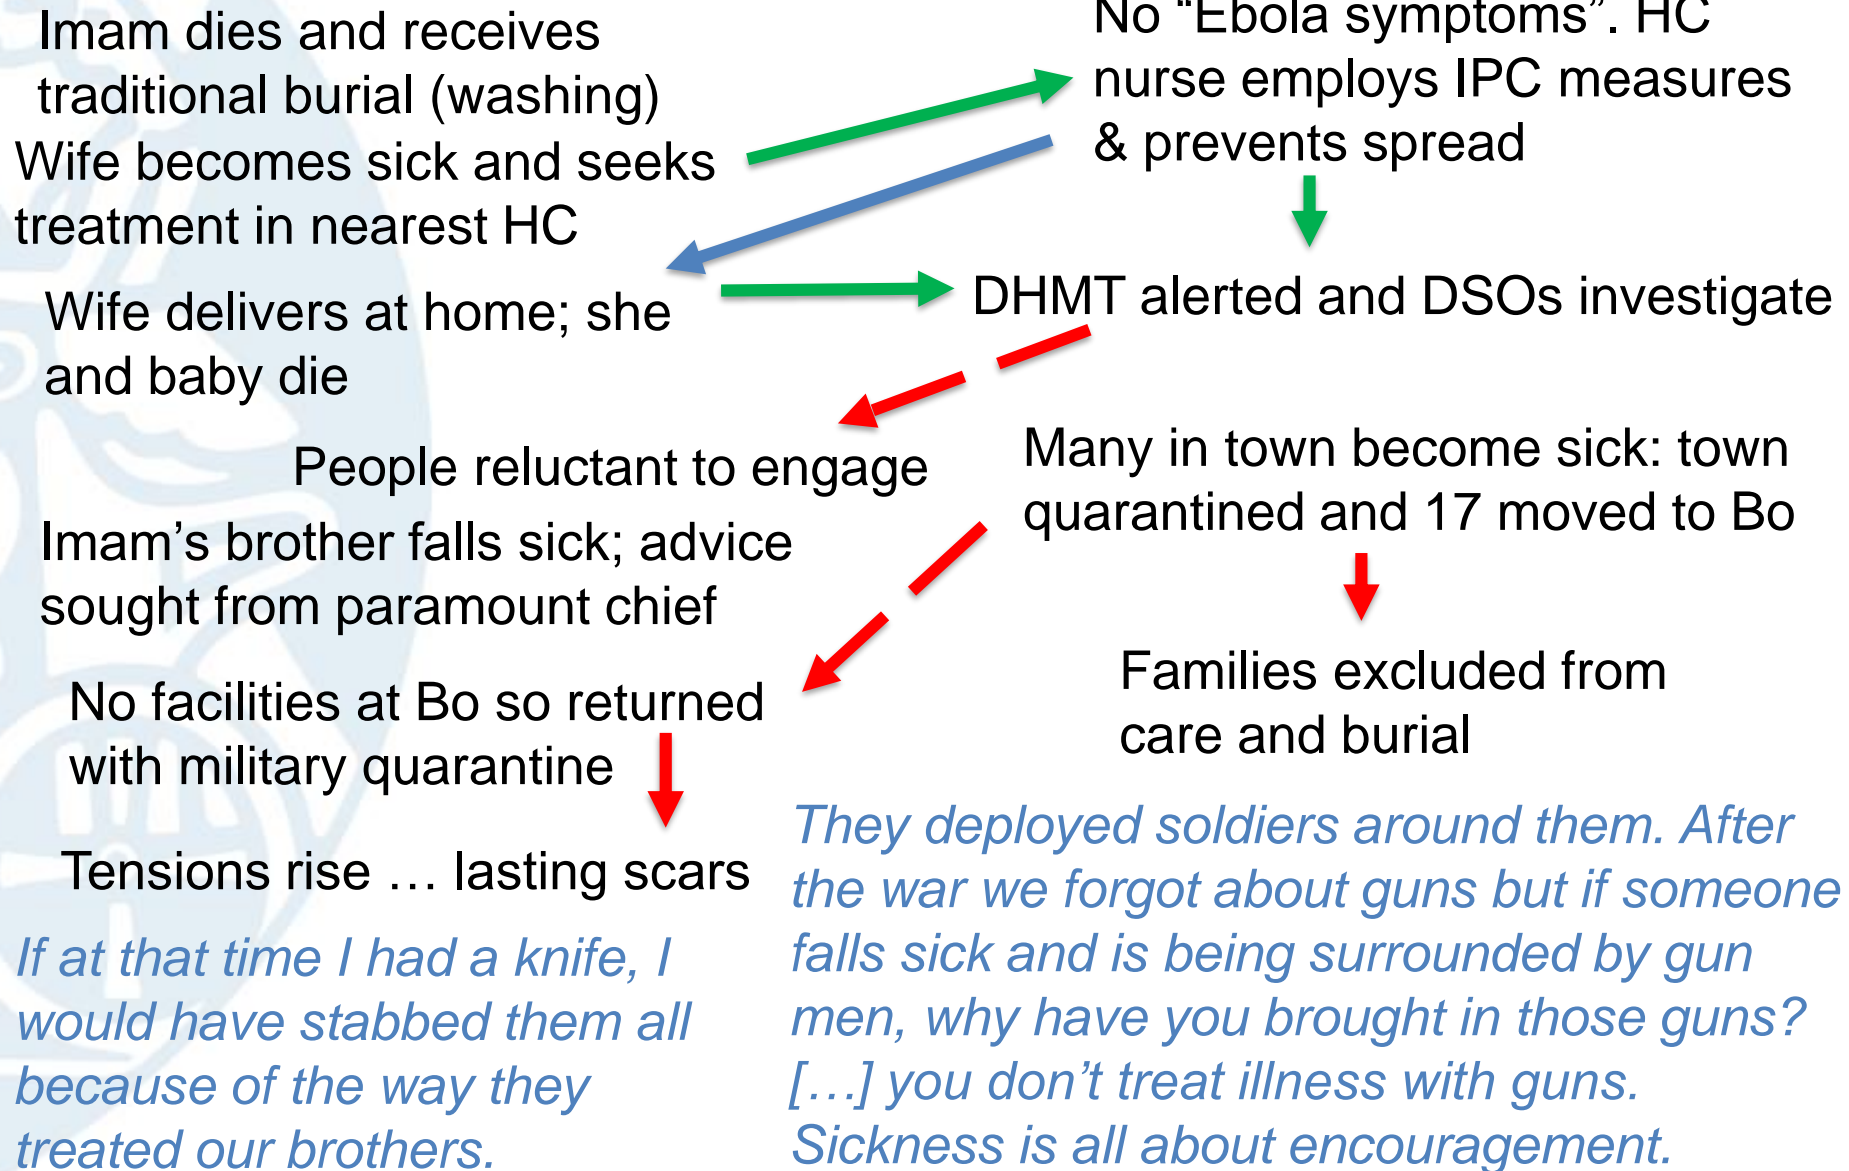 Imam dies and receives
traditional burial (washing)
No “Ebola symptoms”. HC
nurse employs IPC measures
& prevents spread
Wife becomes sick and seeks
treatment in nearest HC
Wife delivers at home; she
and baby die
DHMT alerted and DSOs investigate
People reluctant to engage
Imam’s brother falls sick; advice
sought from paramount chief
Many in town become sick: town
quarantined and 17 moved to Bo
No facilities at Bo so returned
with military quarantine
Families excluded from
care and burial
Tensions rise … lasting scars
If at that time I had a knife, I
would have stabbed them all
because of the way they
treated our brothers.
They deployed soldiers around them. After
the war we forgot about guns but if someone
falls sick and is being surrounded by gun
men, why have you brought in those guns?
[…] you don’t treat illness with guns.
Sickness is all about encouragement.